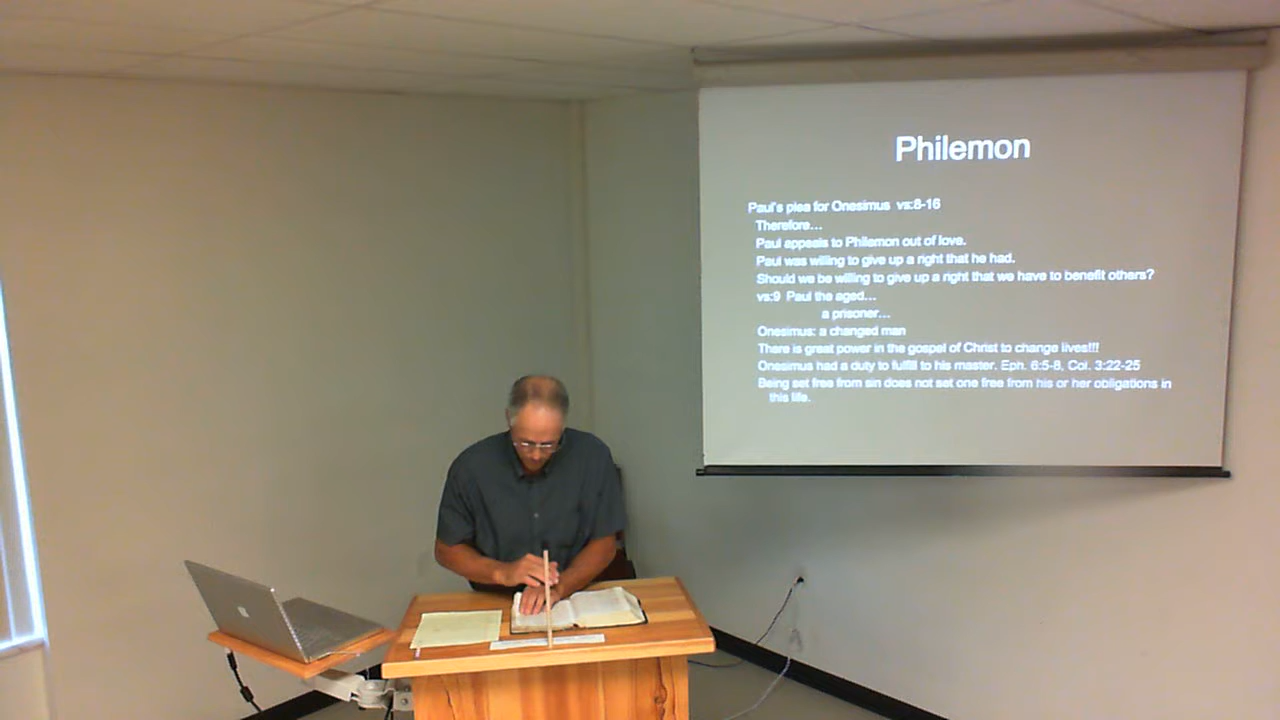 Philemon
Paul's plea for Onesimus vs:8-16
Therefore...
Paul appeals to Philemon out of love.
Paul was willing to give up a right that he had.
Should we be willing to give up a right that we have to benefit others?
vs:9 Paul the aged...
a prisoner...
Onesimus: a changed man
There is great power in the gospel of Christ to change lives!!!
Onesimus had a duty to fulfill to his master. Eph. 6:5-8, Col. 3:22-25
Being set free from sin does not set one free from his or her obligations in
this life.